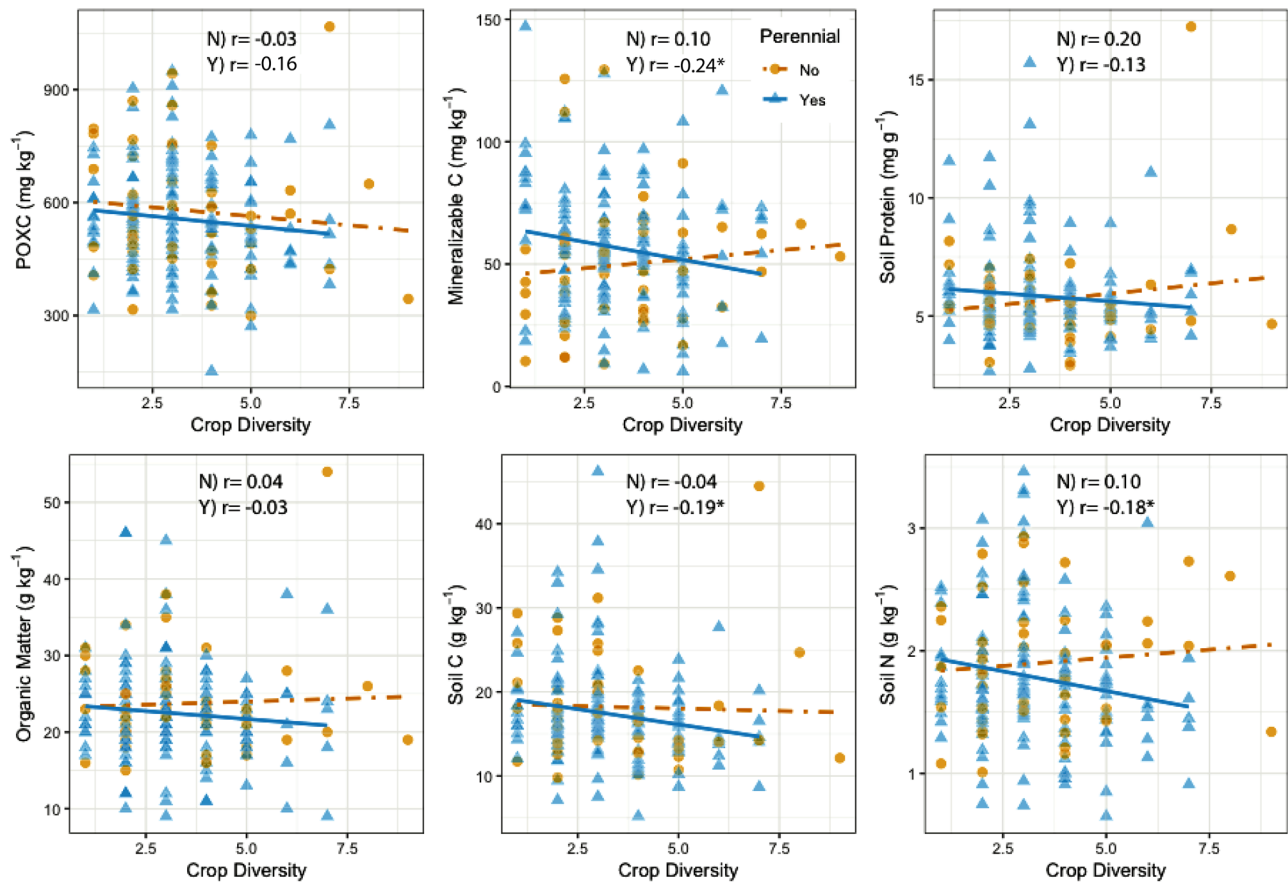 N) r= -0.03
Y) r= -0.16
900
600
300
POXC (mg kg⁻¹)
2.5 5.0 7.5
Crop Diversity
N) r= 0.10
Y) r= -0.24*
Perennial
No
Yes
150
100
50
0
Mineralizable C (mg kg⁻¹)
2.5 5.0 7.5
Crop Diversity
N) r= 0.20
Y) r= -0.13
15
10
5
Soil Protein (mg g⁻¹)
2.5 5.0 7.5
Crop Diversity
N) r= 0.04
Y) r= -0.03
50
40
30
20
10
Organic Matter (g kg⁻¹)
2.5 5.0 7.5
Crop Diversity
N) r= -0.04
Y) r= -0.19*
40
30
20
10
Soil C (g kg⁻¹)
2.5 5.0 7.5
Crop Diversity
N) r= 0.10
Y) r= -0.18*
3
2
1
Soil N (g kg⁻¹)
2.5 5.0 7.5
Crop Diversity